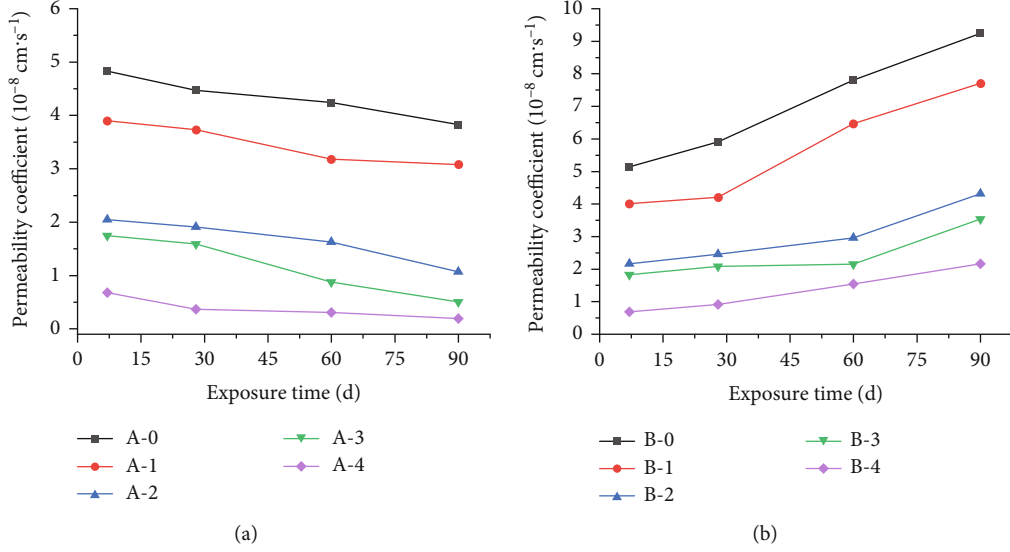 6
5
4
3
2
1
0
Permeability coefficient (10⁻⁸ cm·s⁻¹)
0 15 30 45 60 75 90
Exposure time (d)
A-0
A-1
A-2
A-3
A-4
(a)
10
9
8
7
6
5
4
3
2
1
0
Permeability coefficient (10⁻⁸ cm·s⁻¹)
0 15 30 45 60 75 90
Exposure time (d)
B-0
B-1
B-2
B-3
B-4
(b)